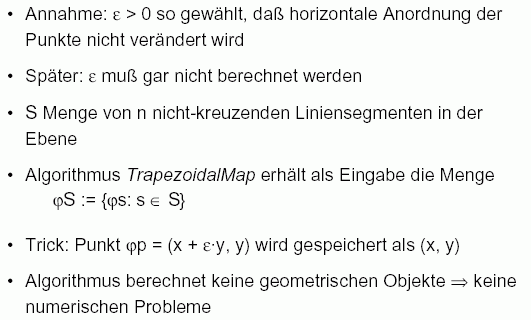 • Annahme: ε > 0 so gewählt, daß horizontale Anordnung der
Punkte nicht verändert wird
• Später: ε muß gar nicht berechnet werden
• S Menge von n nicht-kreuzenden Liniensegmenten in der
Ebene
• Algorithmus TrapezoidalMap erhält als Eingabe die Menge
φS := {φs: s ∈ S}
• Trick: Punkt φp = (x + ε·y, y) wird gespeichert als (x, y)
• Algorithmus berechnet keine geometrischen Objekte ⇒ keine
numerischen Probleme